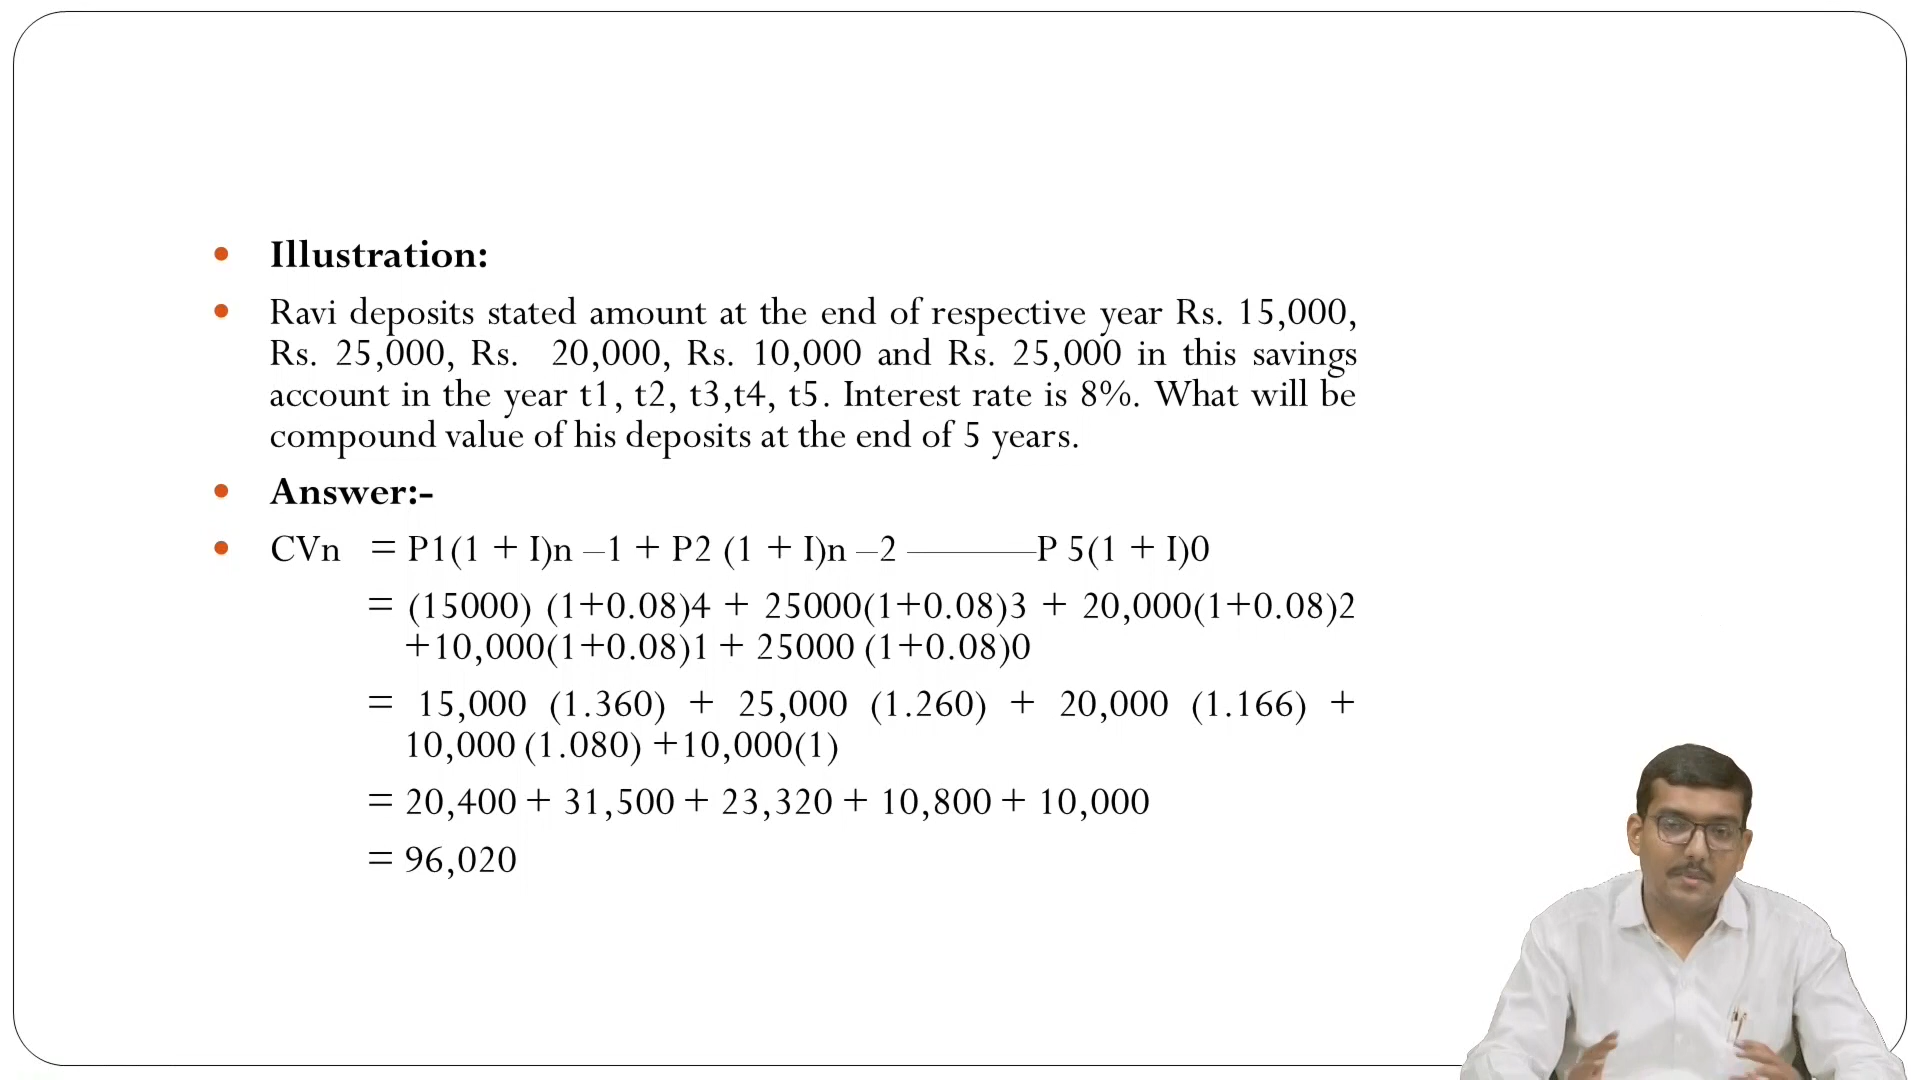 Illustration:
Ravi deposits stated amount at the end of respective year Rs. 15,000,
Rs. 25,000, Rs. 20,000, Rs. 10,000 and Rs. 25,000 in this savings
account in the year t1, t2, t3,t4, t5. Interest rate is 8%. What will be
compound value of his deposits at the end of 5 years.
Answer:-
CVn = P1(1 + I)n –1 + P2 (1 + I)n –2 ————P 5(1 + I)0
= (15000) (1+0.08)4 + 25000(1+0.08)3 + 20,000(1+0.08)2
+10,000(1+0.08)1 + 25000 (1+0.08)0
= 15,000 (1.360) + 25,000 (1.260) + 20,000 (1.166) +
10,000 (1.080) +10,000(1)
= 20,400 + 31,500 + 23,320 + 10,800 + 10,000
= 96,020